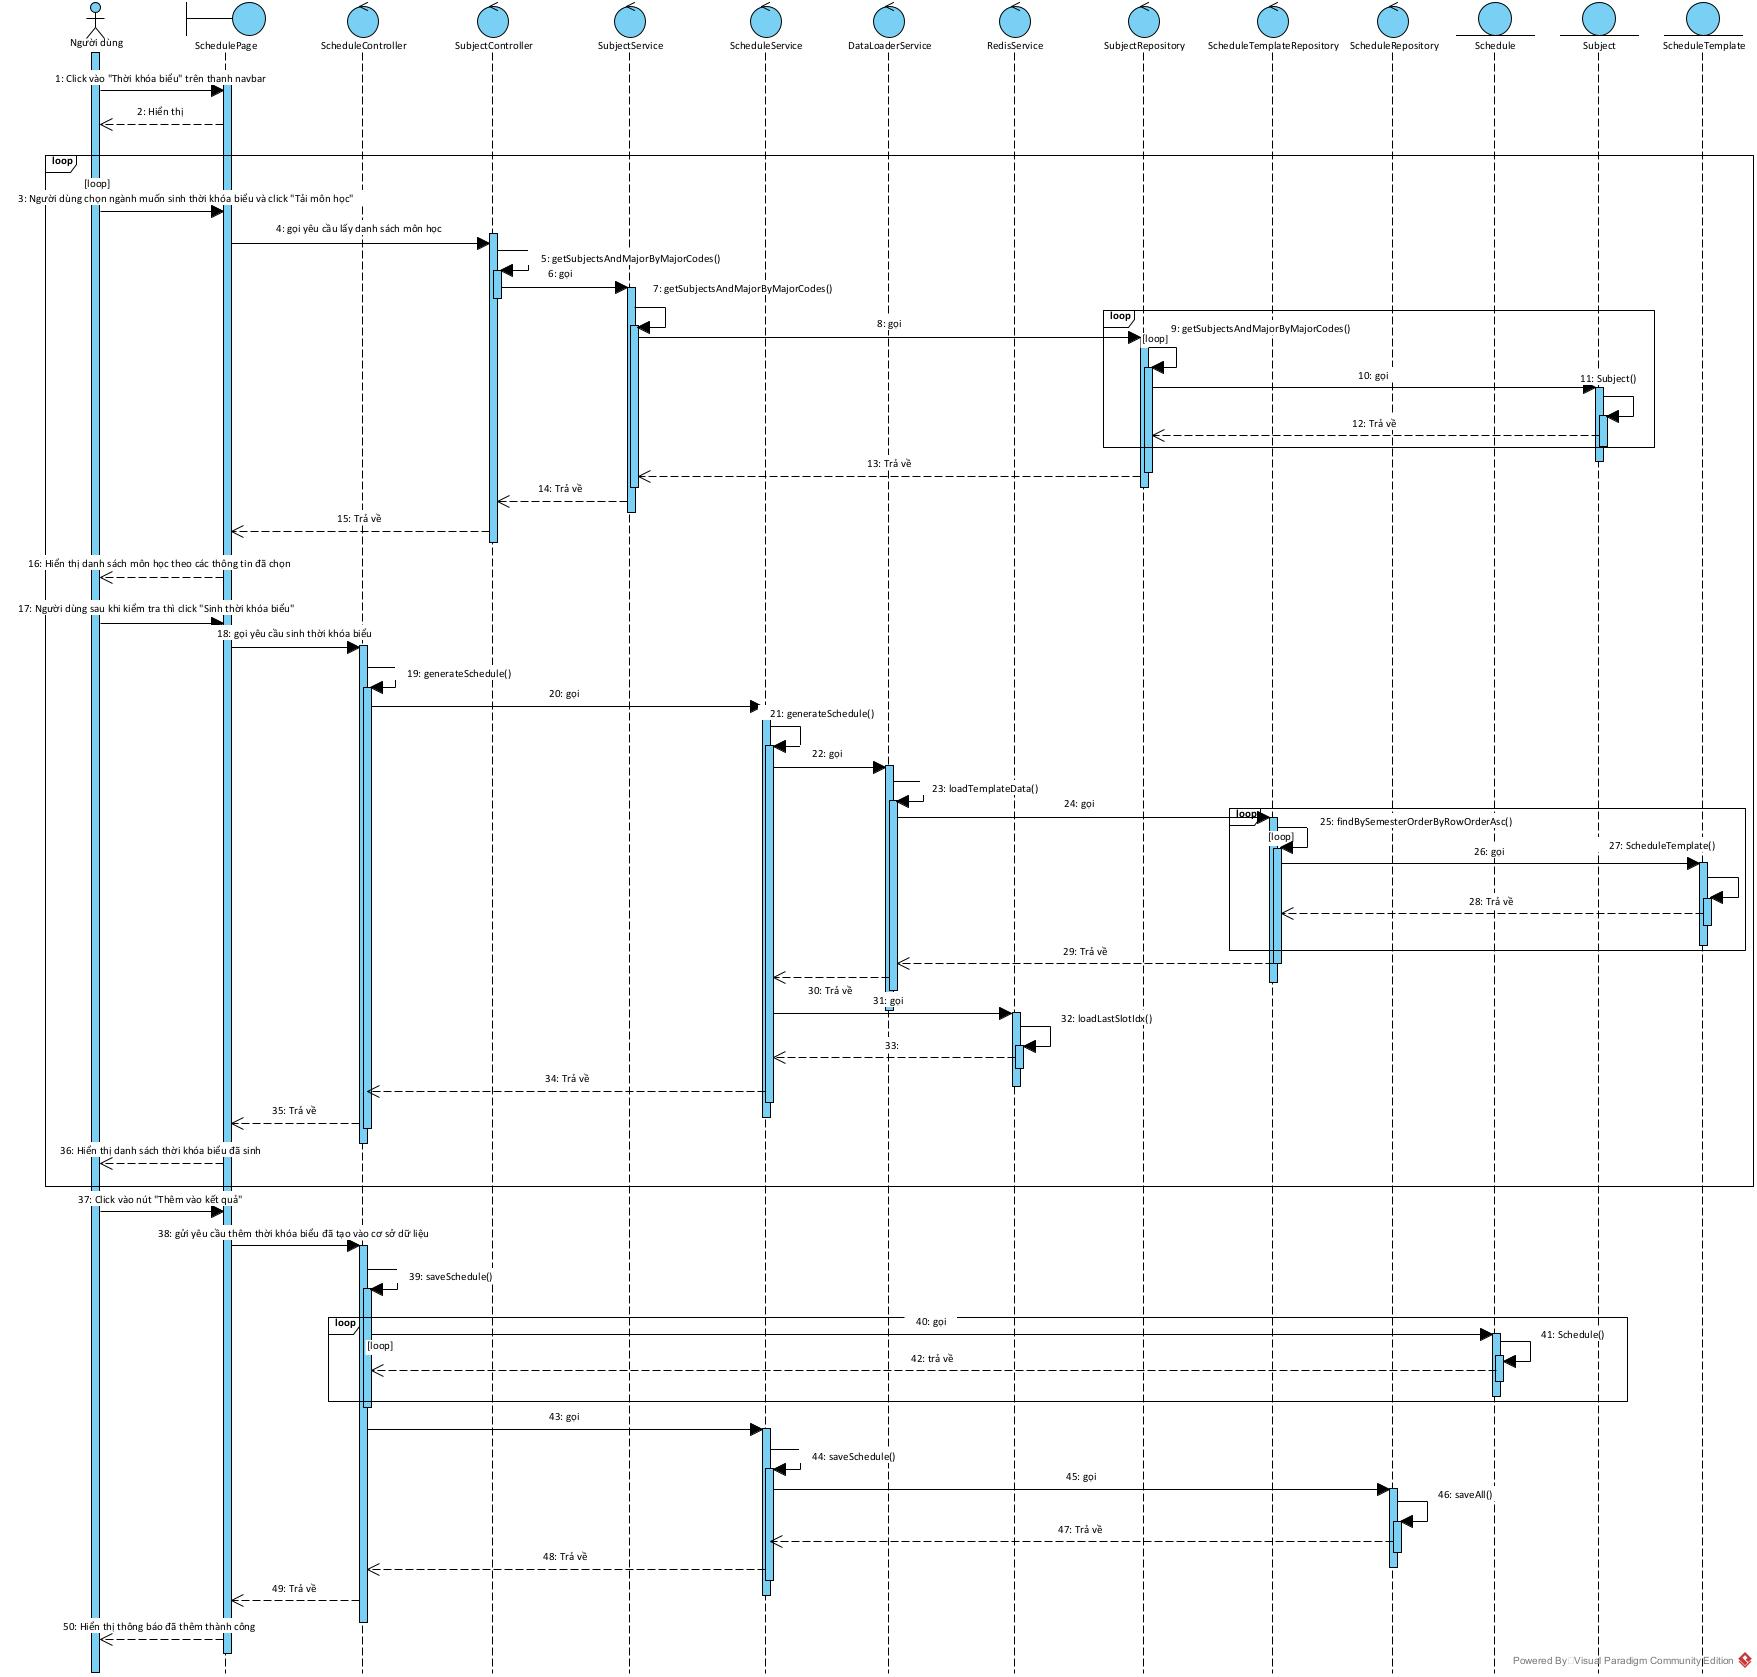 Người dùng
SchedulePage
ScheduleController
SubjectController
SubjectService
ScheduleService
DataLoaderService
RedisService
SubjectRepository
ScheduleTemplateRepository
ScheduleRepository
Schedule
Subject
ScheduleTemplate
1: Click vào "Thời khóa biểu" trên thanh navbar
2: Hiển thị
loop
[loop]
3: Người dùng chọn ngành muốn sinh thời khóa biểu và click "Tải môn học"
4: gọi yêu cầu lấy danh sách môn học
5: getSubjectsAndMajorByMajorCodes()
6: gọi
7: getSubjectsAndMajorByMajorCodes()
8: gọi
loop
9: getSubjectsAndMajorByMajorCodes()
[loop]
10: gọi
11: Subject()
12: Trả về
13: Trả về
14: Trả về
15: Trả về
16: Hiển thị danh sách môn học theo các thông tin đã chọn
17: Người dùng sau khi kiểm tra thì click "Sinh thời khóa biểu"
18: gọi yêu cầu sinh thời khóa biểu
19: generateSchedule()
20: gọi
21: generateSchedule()
22: gọi
23: loadTemplateData()
24: gọi
loop
25: findBySemesterOrderByRowOrderAsc()
[loop]
26: gọi
27: ScheduleTemplate()
28: Trả về
29: Trả về
30: Trả về
31: gọi
32: loadLastSlotIdx()
33:
34: Trả về
35: Trả về
36: Hiển thị danh sách thời khóa biểu đã sinh
37: Click vào nút "Thêm vào kết quả"
38: gửi yêu cầu thêm thời khóa biểu đã tạo vào cơ sở dữ liệu
39: saveSchedule()
loop
40: gọi
41: Schedule()
[loop]
42: trả về
43: gọi
44: saveSchedule()
45: gọi
46: saveAll()
47: Trả về
48: Trả về
49: Trả về
50: Hiển thị thông báo đã thêm thành công
Powered By Visual Paradigm Community Edition